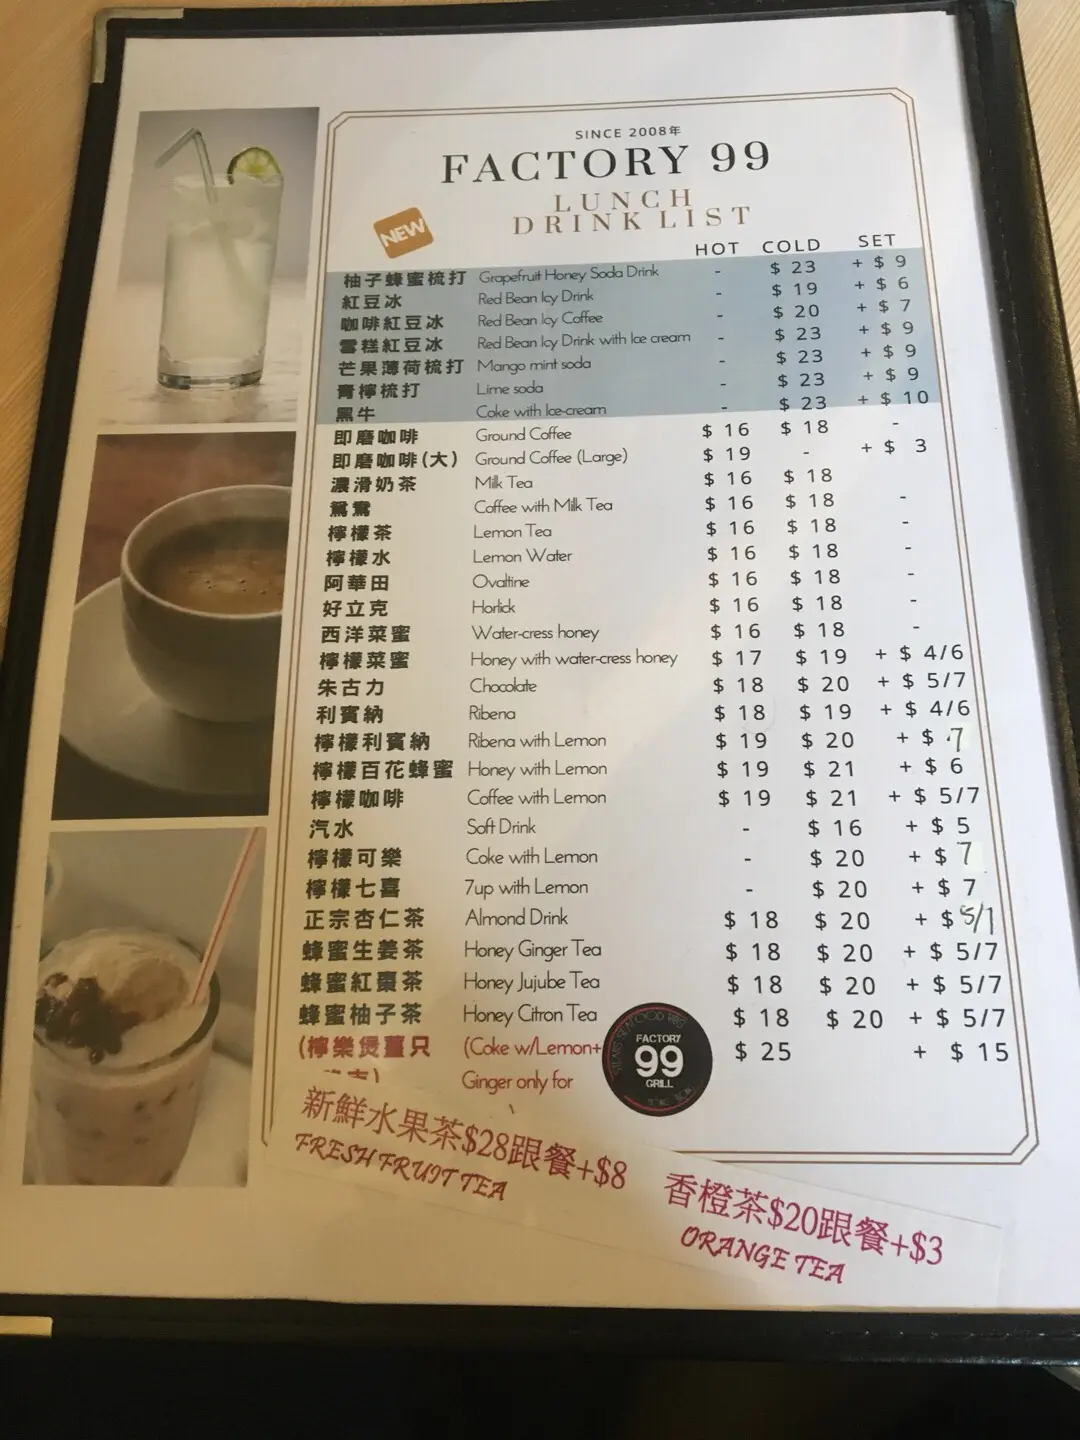 SINCE 2008年
FACTORY 99
LUNCH
DRINK LIST
NEW
HOT COLD SET
柚子蜂蜜梳打 Grapefruit Honey Soda Drink - $ 23 + $ 9
紅豆冰 Red Bean Icy Drink - $ 19 + $ 6
咖啡紅豆冰 Red Bean Icy Coffee - $ 20 + $ 7
雪糕紅豆冰 Red Bean Icy Drink with Ice cream - $ 23 + $ 9
芒果薄荷梳打 Mango mint soda - $ 23 + $ 9
青檸梳打 Lime soda - $ 23 + $ 9
黑牛 Coke with Ice-cream - $ 23 + $ 10
即磨咖啡 Ground Coffee $ 16 $ 18 -
即磨咖啡(大) Ground Coffee (Large) $ 19 - + $ 3
濃滑奶茶 Milk Tea $ 16 $ 18
鴛鴦 Coffee with Milk Tea $ 16 $ 18 -
檸檬茶 Lemon Tea $ 16 $ 18 -
檸檬水 Lemon Water $ 16 $ 18 -
阿華田 Ovaltine $ 16 $ 18 -
好立克 Horlick $ 16 $ 18 -
西洋菜蜜 Water-cress honey $ 16 $ 18 -
檸檬菜蜜 Honey with water-cress honey $ 17 $ 19 + $ 4/6
朱古力 Chocolate $ 18 $ 20 + $ 5/7
利賓納 Ribena $ 18 $ 19 + $ 4/6
檸檬利賓納 Ribena with Lemon $ 19 $ 20 + $ 7
檸檬百花蜂蜜 Honey with Lemon $ 19 $ 21 + $ 6
檸檬咖啡 Coffee with Lemon $ 19 $ 21 + $ 5/7
汽水 Soft Drink - $ 16 + $ 5
檸檬可樂 Coke with Lemon - $ 20 + $ 7
檸檬七喜 7up with Lemon - $ 20 + $ 7
正宗杏仁茶 Almond Drink $ 18 $ 20 + $
蜂蜜生姜茶 Honey Ginger Tea $ 18 $ 20 + $ 5/7
蜂蜜紅棗茶 Honey Jujube Tea $ 18 $ 20 + $ 5/7
蜂蜜柚子茶 Honey Citron Tea $ 18 $ 20 + $ 5/7
(檸樂煲薑只 (Coke w/Lemon+ $ 25 + $ 15
Ginger only for
FACTORY
99
GRILL
新鮮水果茶$28跟餐+$8
FRESH FRUIT TEA
香橙茶$20跟餐+$3
ORANGE TEA